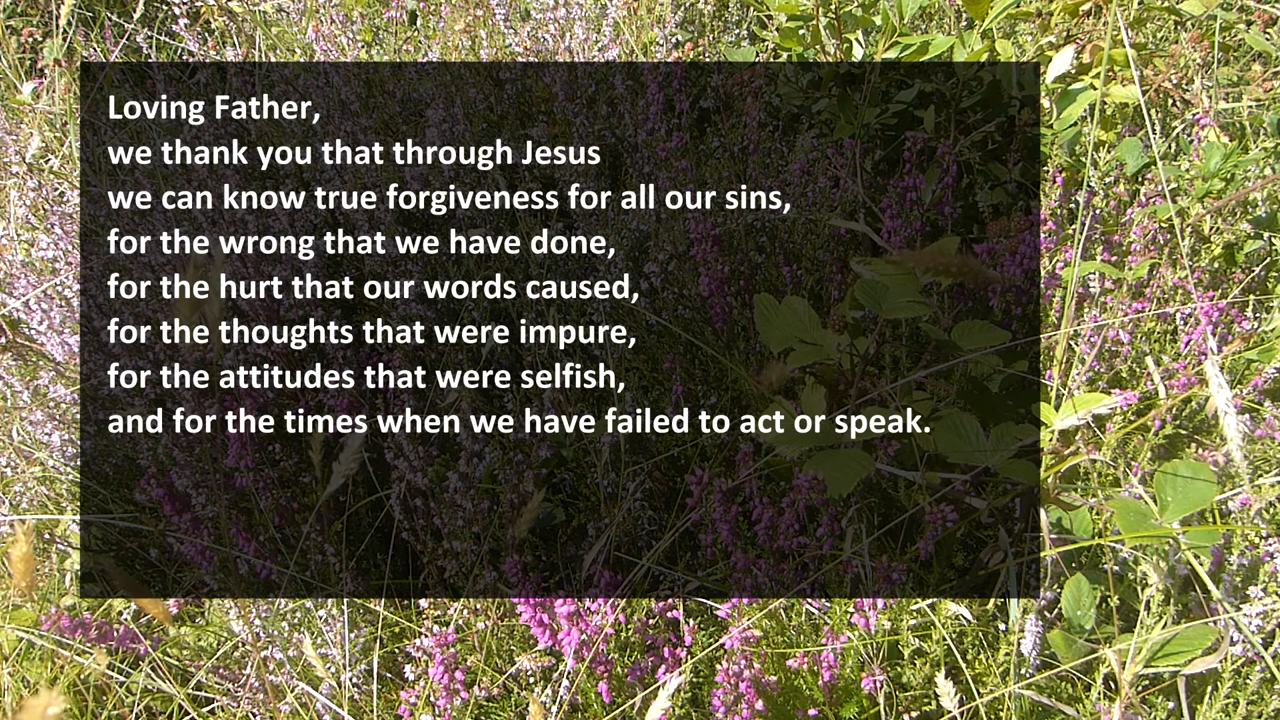 Loving Father,
we thank you that through Jesus
we can know true forgiveness for all our sins,
for the wrong that we have done,
for the hurt that our words caused,
for the thoughts that were impure,
for the attitudes that were selfish,
and for the times when we have failed to act or speak.